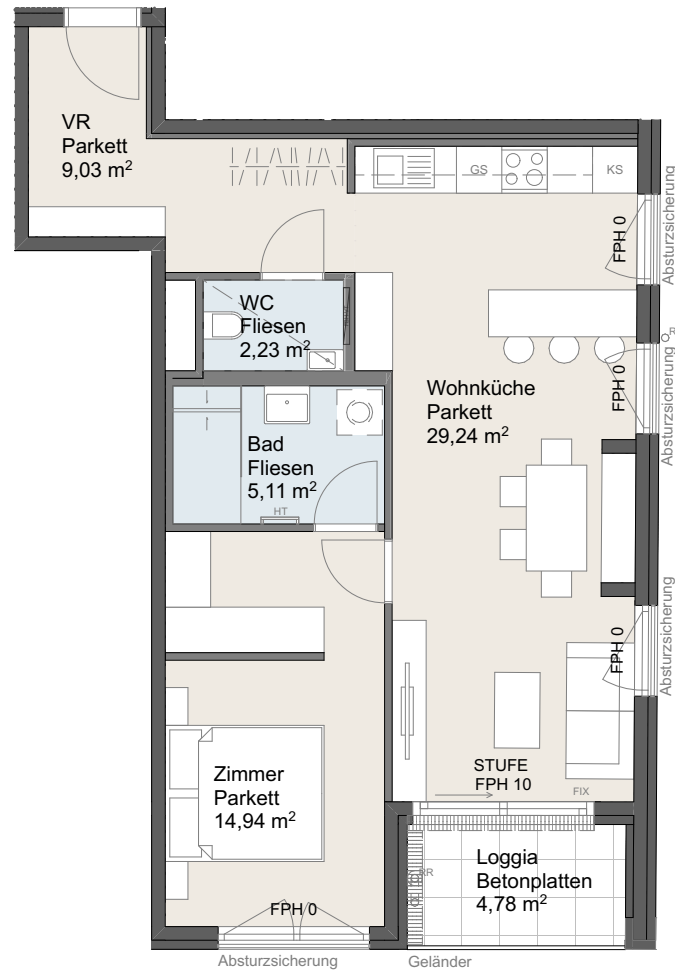 VR
Parkett
9,03 m²
GS
KS
FPH 0
Absturzsicherung
WC
Fliesen
2,23 m²
R
FPH 0
Absturzsicherung
Wohnküche
Parkett
29,24 m²
Bad
Fliesen
5,11 m²
HT
FPH 0
Absturzsicherung
STUFE
FPH 10
FIX
Zimmer
Parkett
14,94 m²
Loggia
Betonplatten
4,78 m²
RR
FPH 0
Absturzsicherung
Geländer